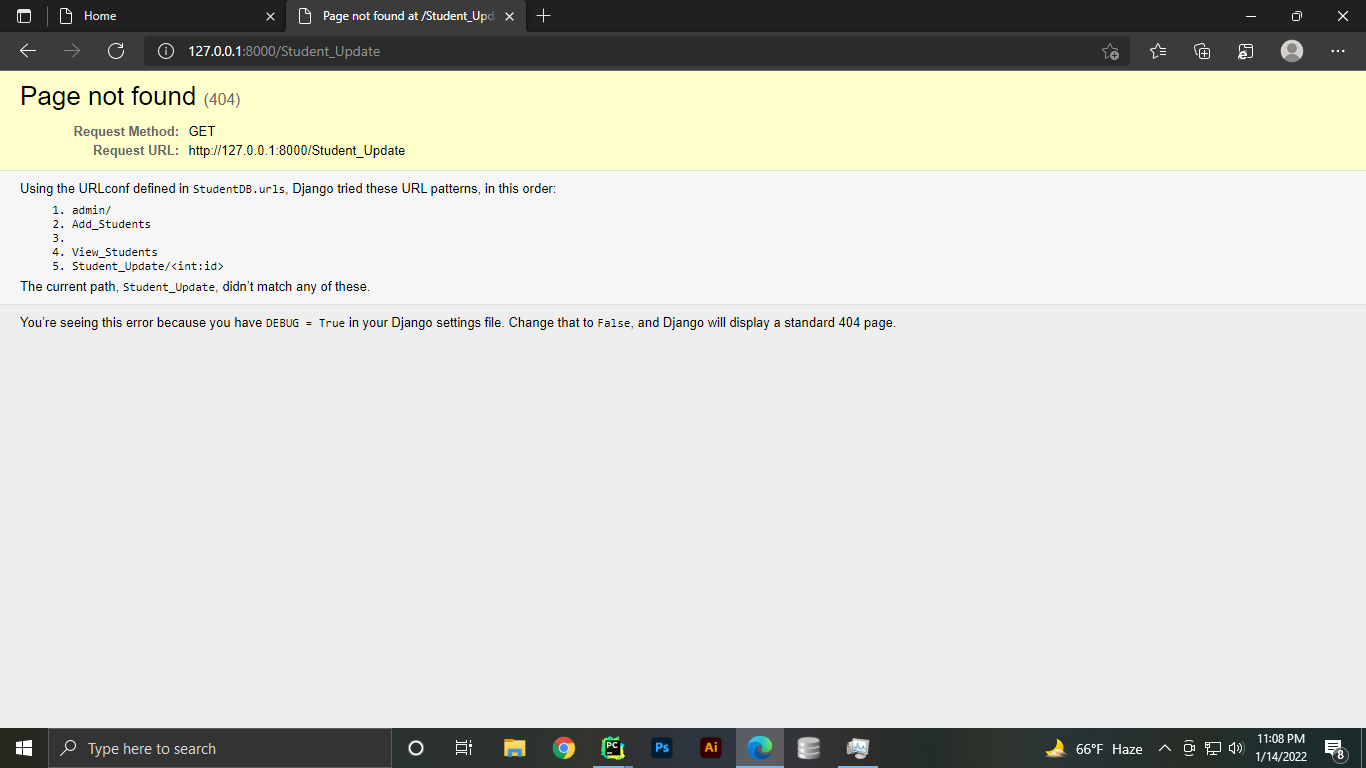 Home
Page not found at /Student_Upd
127.0.0.1:8000/Student_Update
Page not found (404)
Request Method: GET
Request URL: http://127.0.0.1:8000/Student_Update
Using the URLconf defined in StudentDB.urls, Django tried these URL patterns, in this order:
1. admin/
2. Add_Students
3.
4. View_Students
5. Student_Update/<int:id>
The current path, Student_Update, didn't match any of these.
You're seeing this error because you have DEBUG = True in your Django settings file. Change that to False, and Django will display a standard 404 page.
Type here to search
PC
Ps
Ai
66°F Haze
11:08 PM
1/14/2022
8